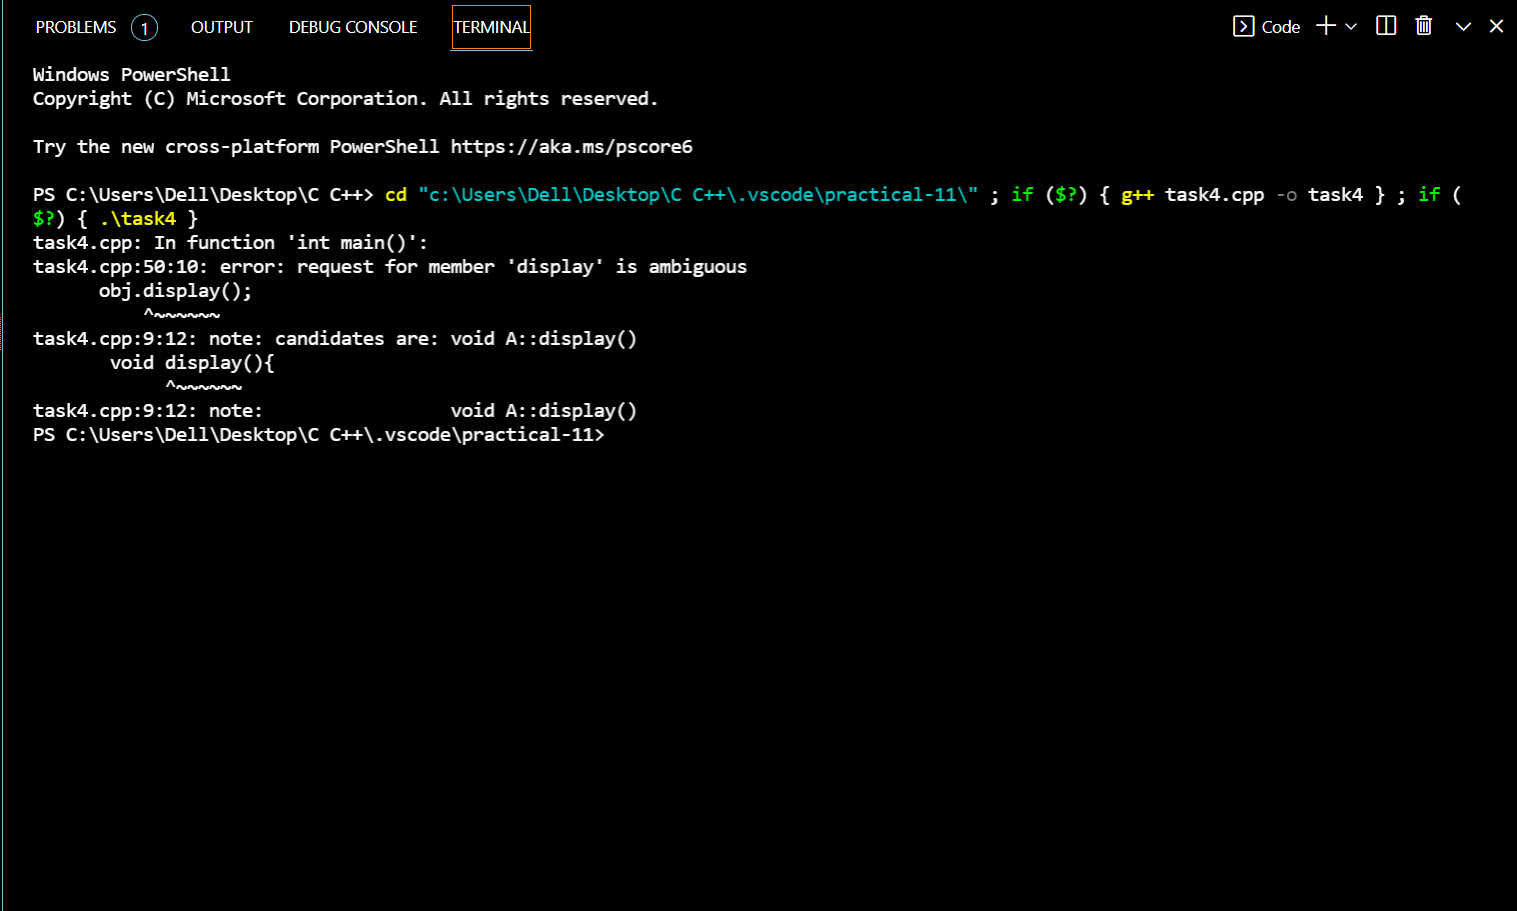 PROBLEMS 1 OUTPUT DEBUG CONSOLE TERMINAL Code
Windows PowerShell
Copyright (C) Microsoft Corporation. All rights reserved.
Try the new cross-platform PowerShell https://aka.ms/pscore6
PS C:\Users\Dell\Desktop\C C++> cd "c:\Users\Dell\Desktop\C C++\.vscode\practical-11\" ; if ($?) { g++ task4.cpp -o task4 } ; if (
$?) { .\task4 }
task4.cpp: In function 'int main()':
task4.cpp:50:10: error: request for member 'display' is ambiguous
     obj.display();
         ^~~~~~~
task4.cpp:9:12: note: candidates are: void A::display()
       void display(){
            ^~~~~~~
task4.cpp:9:12: note:                 void A::display()
PS C:\Users\Dell\Desktop\C C++\.vscode\practical-11>